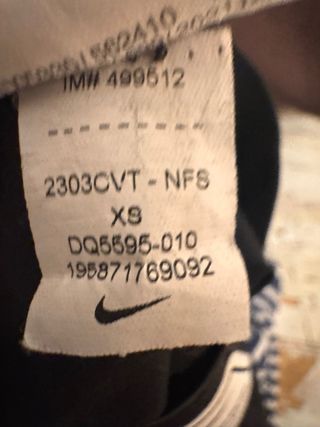 IM# 499512
2303CVT - NFS
XS
DQ5595-010
195871769092